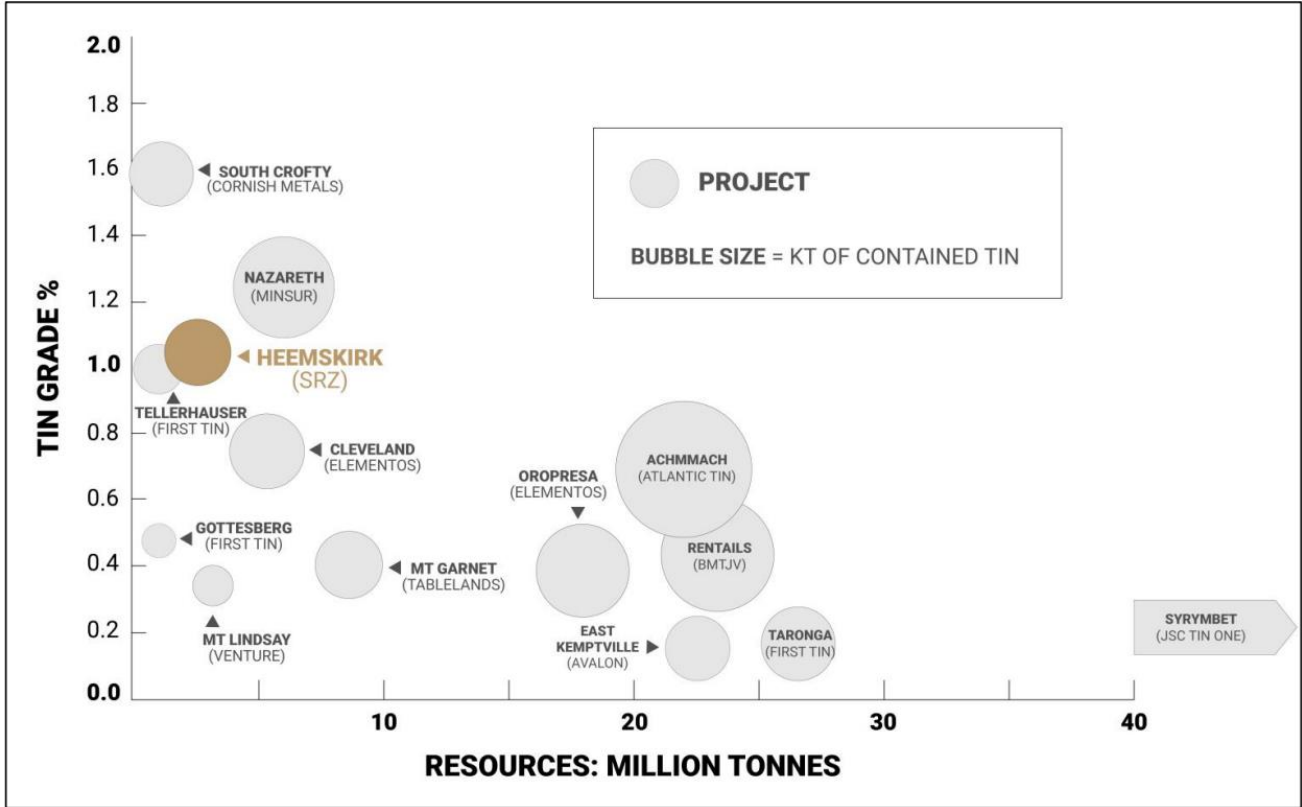 2.0
1.8
1.6
1.4
1.2
1.0
0.8
0.6
0.4
0.2
0.0
TIN GRADE %
SOUTH CROFTY
(CORNISH METALS)
NAZARETH
(MINSUR)
HEEMSKIRK
(SRZ)
TELLERHAUSER
(FIRST TIN)
CLEVELAND
(ELEMENTOS)
GOTTESBERG
(FIRST TIN)
MT LINDSAY
(VENTURE)
MT GARNET
(TABLELANDS)
OROPRESA
(ELEMENTOS)
ACHMMACH
(ATLANTIC TIN)
RENTAILS
(BMTJV)
EAST
KEMPTVILLE
(AVALON)
TARONGA
(FIRST TIN)
SYRYMBET
(JSC TIN ONE)
PROJECT
BUBBLE SIZE = KT OF CONTAINED TIN
10
20
30
40
RESOURCES: MILLION TONNES